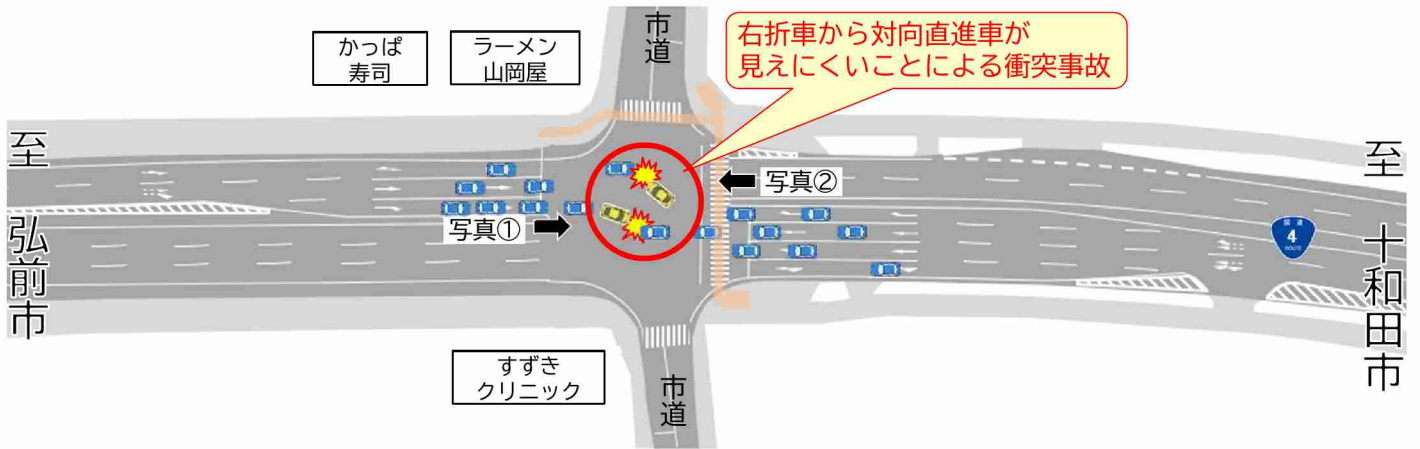 市道
右折車から対向直進車が
見えにくいことによる衝突事故
かっぱ
寿司
ラーメン
山岡屋
至 弘前市
至 十和田市
写真②
写真①
国道
4
ROUTE
すずき
クリニック
市道